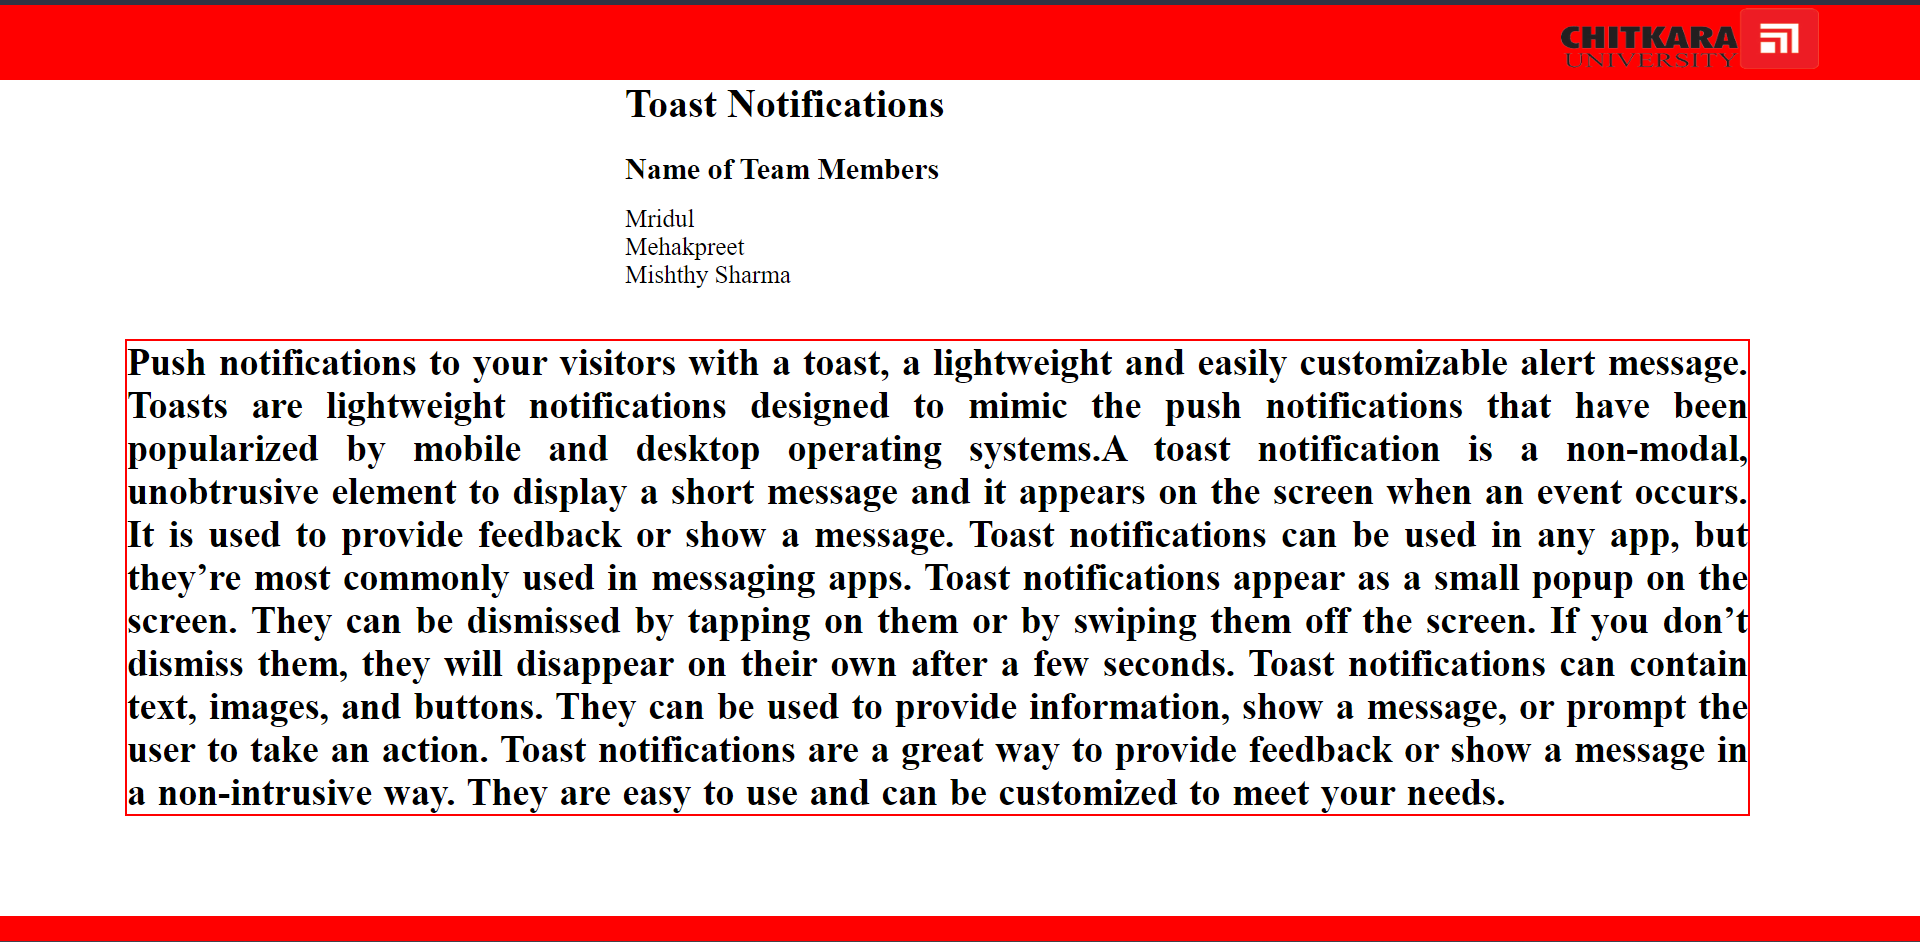 CHITKARA
UNIVERSITY
Toast Notifications
Name of Team Members
Mridul
Mehakpreet
Mishthy Sharma
Push notifications to your visitors with a toast, a lightweight and easily customizable alert message.
Toasts are lightweight notifications designed to mimic the push notifications that have been
popularized by mobile and desktop operating systems.A toast notification is a non-modal,
unobtrusive element to display a short message and it appears on the screen when an event occurs.
It is used to provide feedback or show a message. Toast notifications can be used in any app, but
they’re most commonly used in messaging apps. Toast notifications appear as a small popup on the
screen. They can be dismissed by tapping on them or by swiping them off the screen. If you don’t
dismiss them, they will disappear on their own after a few seconds. Toast notifications can contain
text, images, and buttons. They can be used to provide information, show a message, or prompt the
user to take an action. Toast notifications are a great way to provide feedback or show a message in
a non-intrusive way. They are easy to use and can be customized to meet your needs.